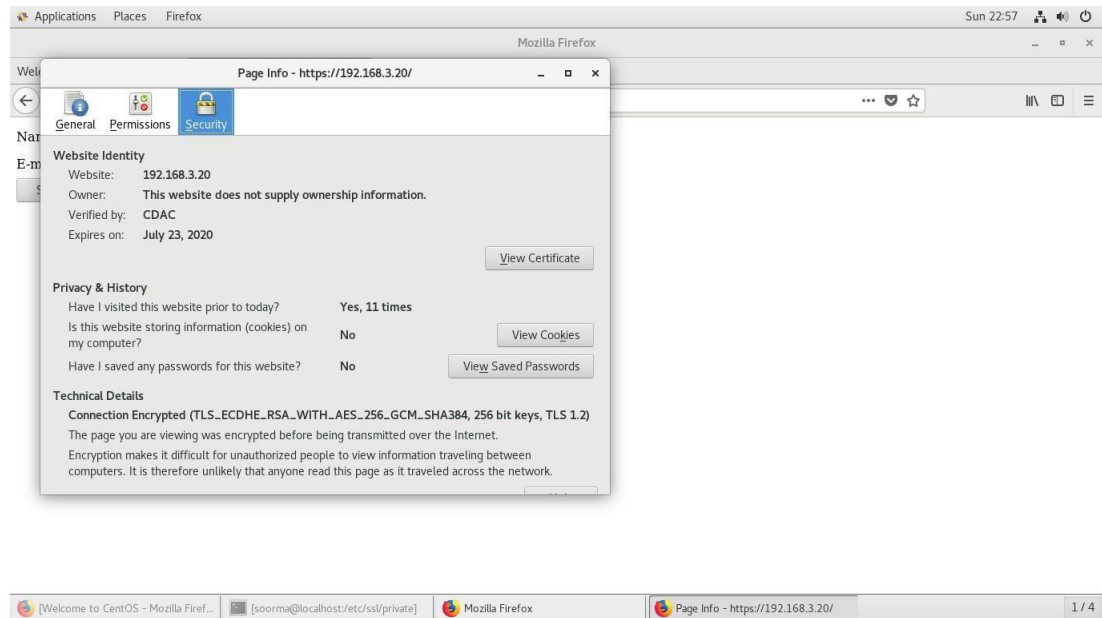 Applications Places Firefox Sun 22:57
Mozilla Firefox
Page Info - https://192.168.3.20/
General Permissions Security
Website Identity
Website: 192.168.3.20
Owner: This website does not supply ownership information.
Verified by: CDAC
Expires on: July 23, 2020
View Certificate
Privacy & History
Have I visited this website prior to today? Yes, 11 times
Is this website storing information (cookies) on
my computer?
No
View Cookies
Have I saved any passwords for this website? No View Saved Passwords
Technical Details
Connection Encrypted (TLS_ECDHE_RSA_WITH_AES_256_GCM_SHA384, 256 bit keys, TLS 1.2)
The page you are viewing was encrypted before being transmitted over the Internet.
Encryption makes it difficult for unauthorized people to view information traveling between
computers. It is therefore unlikely that anyone read this page as it traveled across the network.
[Welcome to CentOS - Mozilla Firef... [soorma@localhost:/etc/ssl/private] Mozilla Firefox Page Info - https://192.168.3.20/ 1 / 4